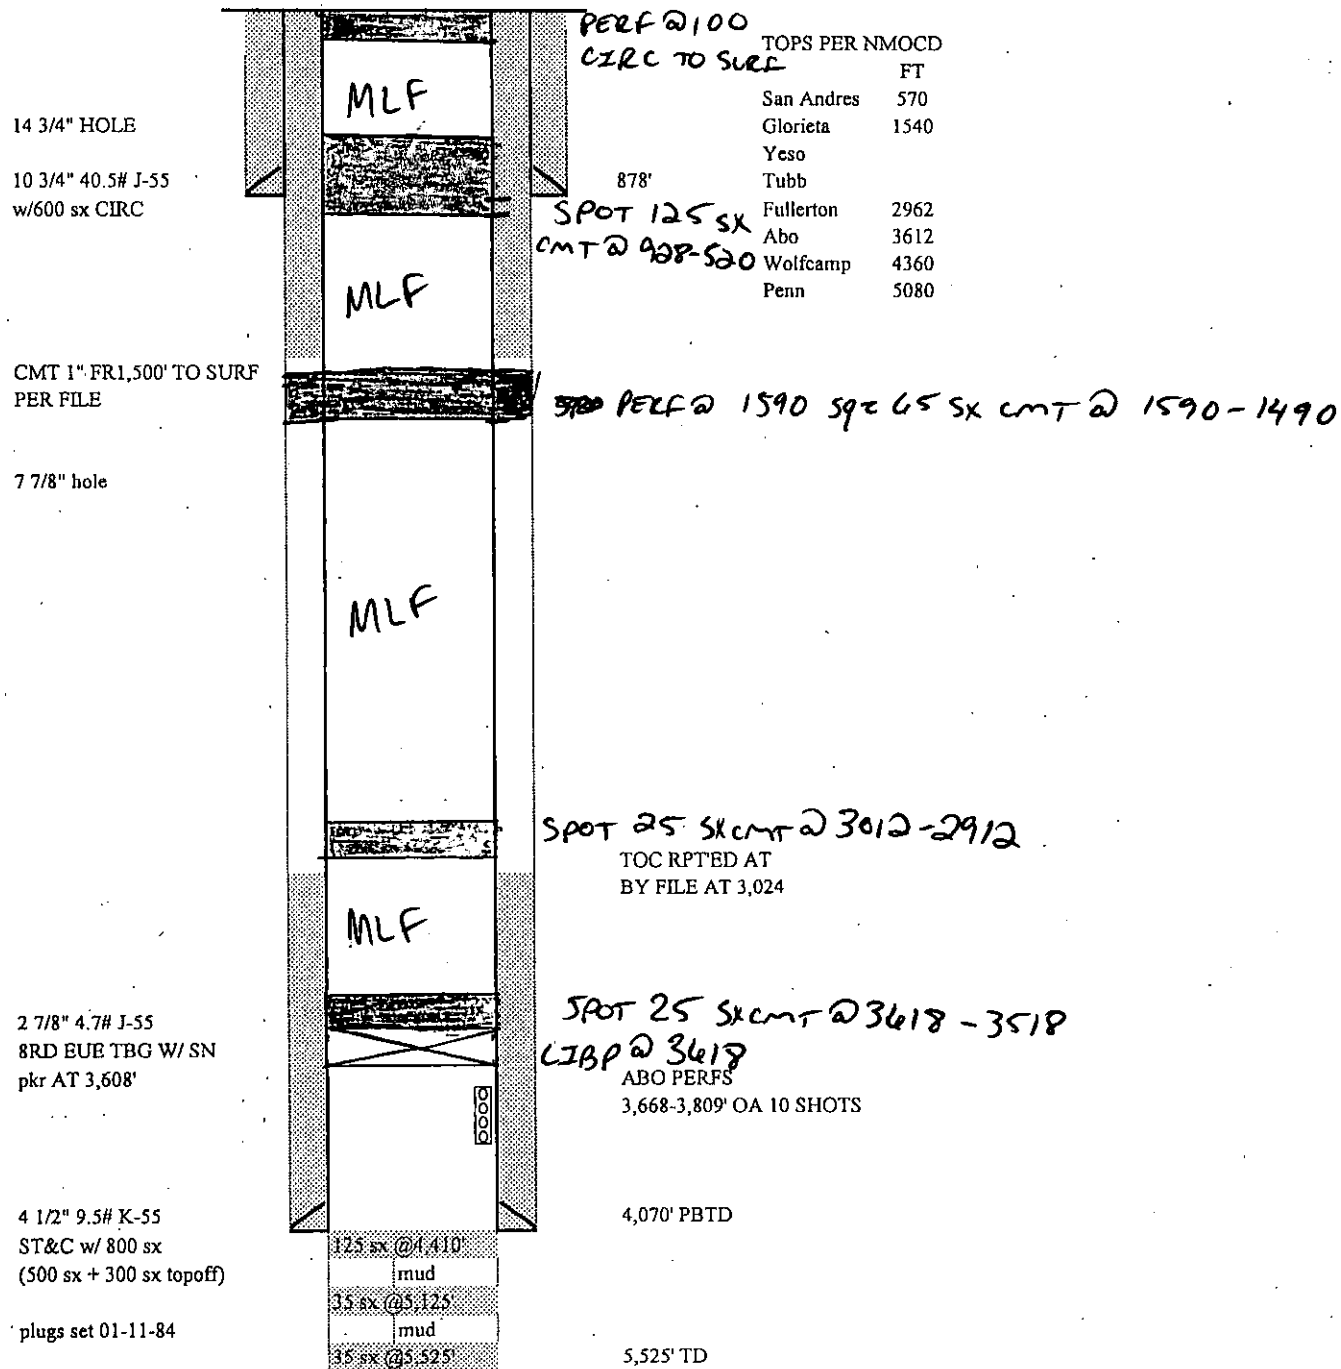 PERF @ 100
CIRC TO SURF
TOPS PER NMOCD
FT
San Andres 570
Glorieta 1540
Yeso
Tubb
Fullerton 2962
Abo 3612
Wolfcamp 4360
Penn 5080
MLF
14 3/4" HOLE
10 3/4" 40.5# J-55
w/600 sx CIRC
878'
SPOT 125 sx
CMT @ 928-520
MLF
CMT 1" FR1,500' TO SURF
PER FILE
PERF @ 1590 sqz 65 sx cmt @ 1590-1490
7 7/8" hole
MLF
SPOT 25 sx cmt @ 3012-2912
TOC RPT'ED AT
BY FILE AT 3,024
MLF
2 7/8" 4.7# J-55
8RD EUE TBG W/ SN
pkr AT 3,608'
SPOT 25 sx cmt @ 3618-3518
CIBP @ 3618
ABO PERFS
3,668-3,809' OA 10 SHOTS
4 1/2" 9.5# K-55
ST&C w/ 800 sx
(500 sx + 300 sx topoff)
4,070' PBTD
125 sx @4,410'
mud
35 sx @5,125'
mud
35 sx @5,525'
plugs set 01-11-84
5,525' TD